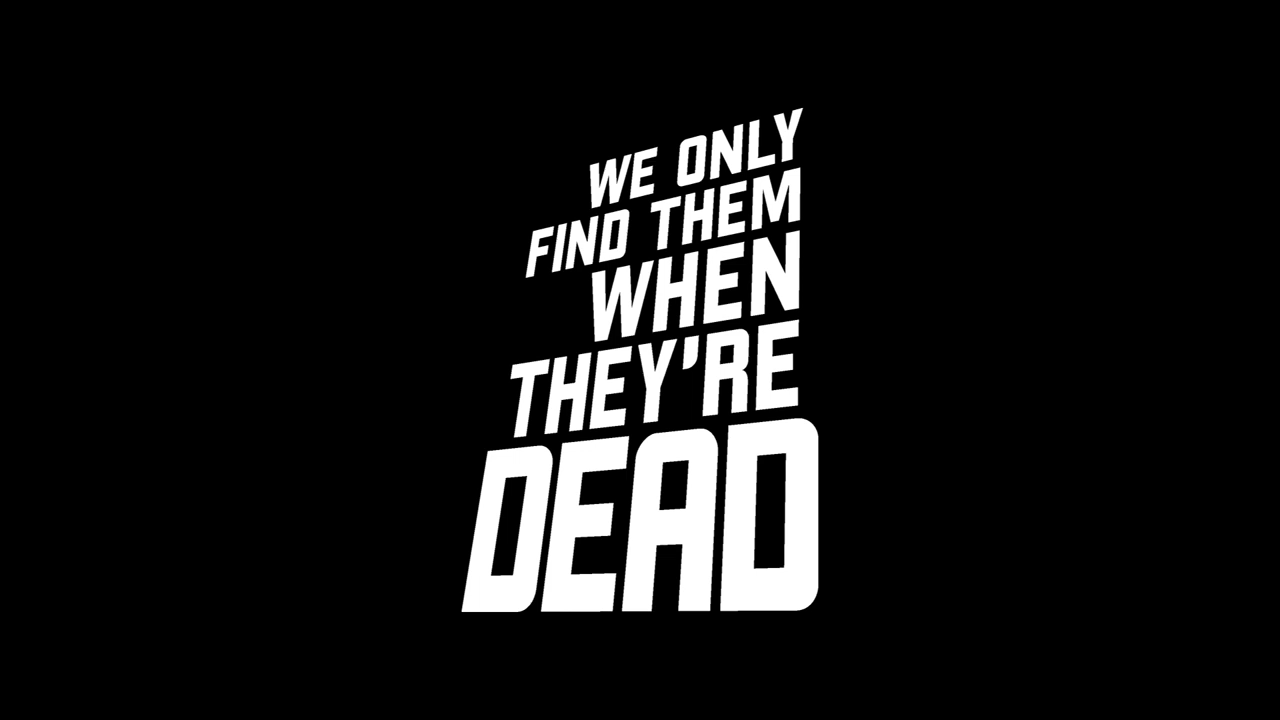 WE ONLY
FIND THEM
WHEN
THEY'RE
DEAD